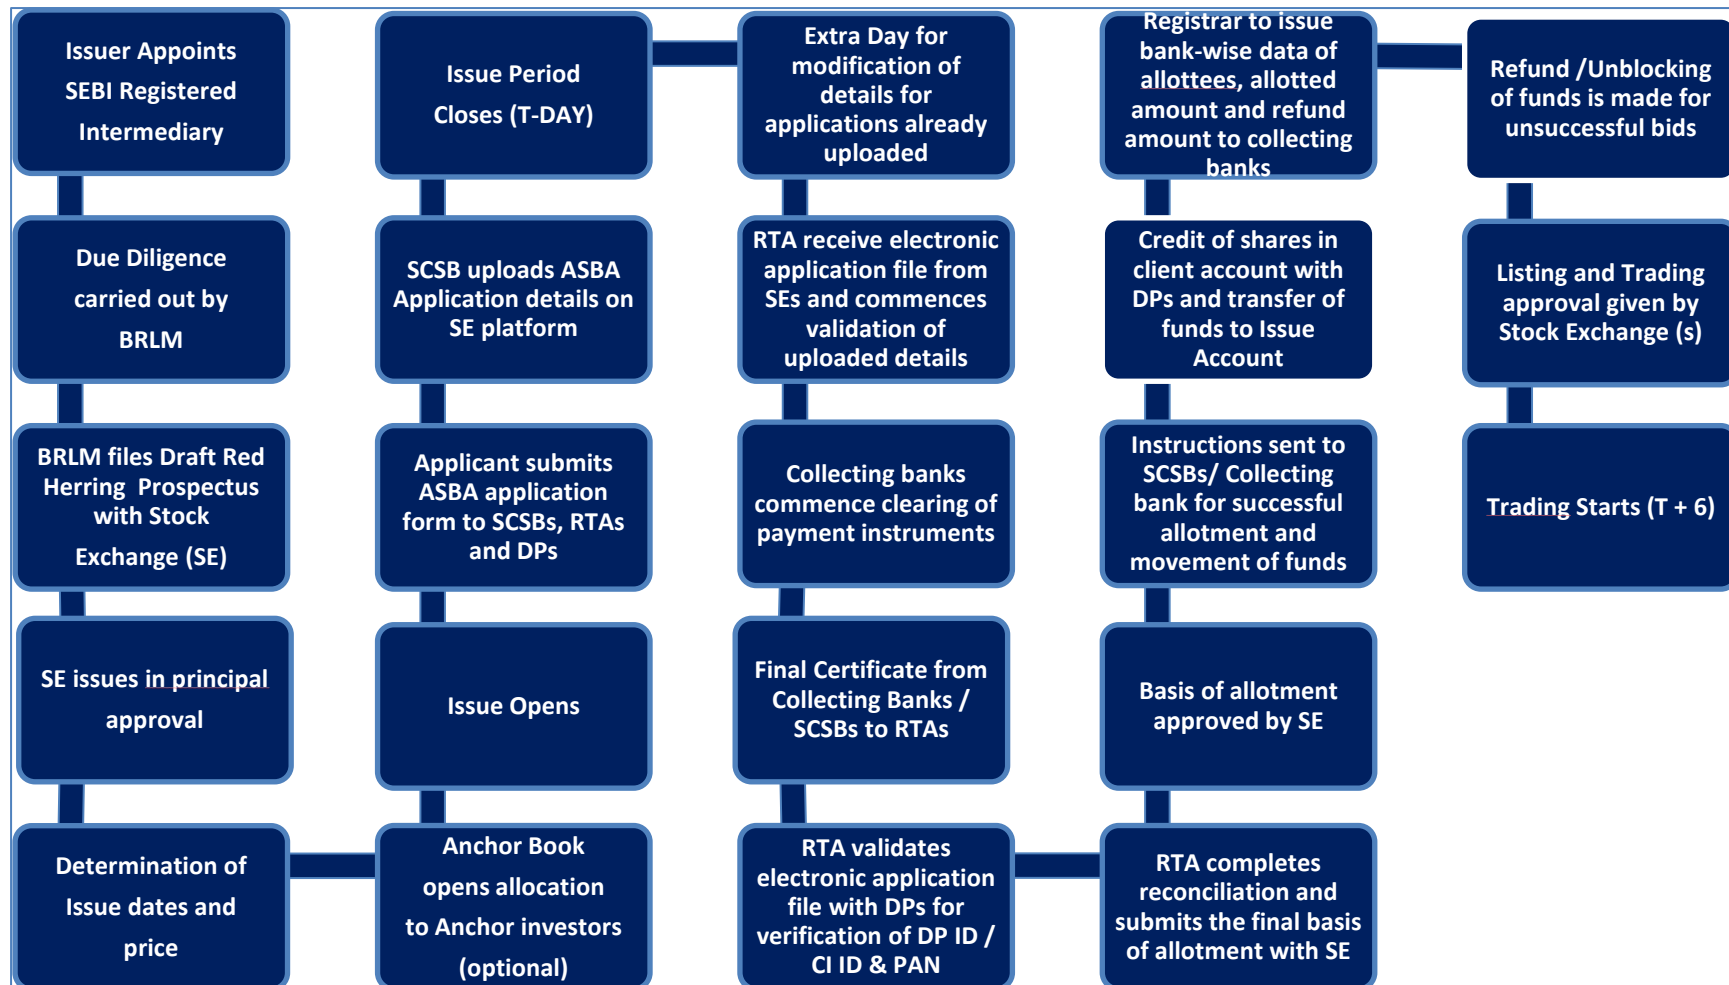 Issuer Appoints
SEBI Registered
Intermediary
Due Diligence
carried out by
BRLM
BRLM files Draft Red
Herring Prospectus
with Stock
Exchange (SE)
SE issues in principal
approval
Determination of
Issue dates and
price
Anchor Book
opens allocation
to Anchor investors
(optional)
Issue Opens
Applicant submits
ASBA application
form to SCSBs, RTAs
and DPs
SCSB uploads ASBA
Application details on
SE platform
Issue Period
Closes (T-DAY)
Extra Day for
modification of
details for
applications already
uploaded
RTA receive electronic
application file from
SEs and commences
validation of
uploaded details
Collecting banks
commence clearing of
payment instruments
Final Certificate from
Collecting Banks /
SCSBs to RTAs
RTA validates
electronic application
file with DPs for
verification of DP ID /
CI ID & PAN
RTA completes
reconciliation and
submits the final basis
of allotment with SE
Basis of allotment
approved by SE
Instructions sent to
SCSBs/ Collecting
bank for successful
allotment and
movement of funds
Credit of shares in
client account with
DPs and transfer of
funds to Issue
Account
Registrar to issue
bank-wise data of
allottees, allotted
amount and refund
amount to collecting
banks
Refund /Unblocking
of funds is made for
unsuccessful bids
Listing and Trading
approval given by
Stock Exchange (s)
Trading Starts (T + 6)